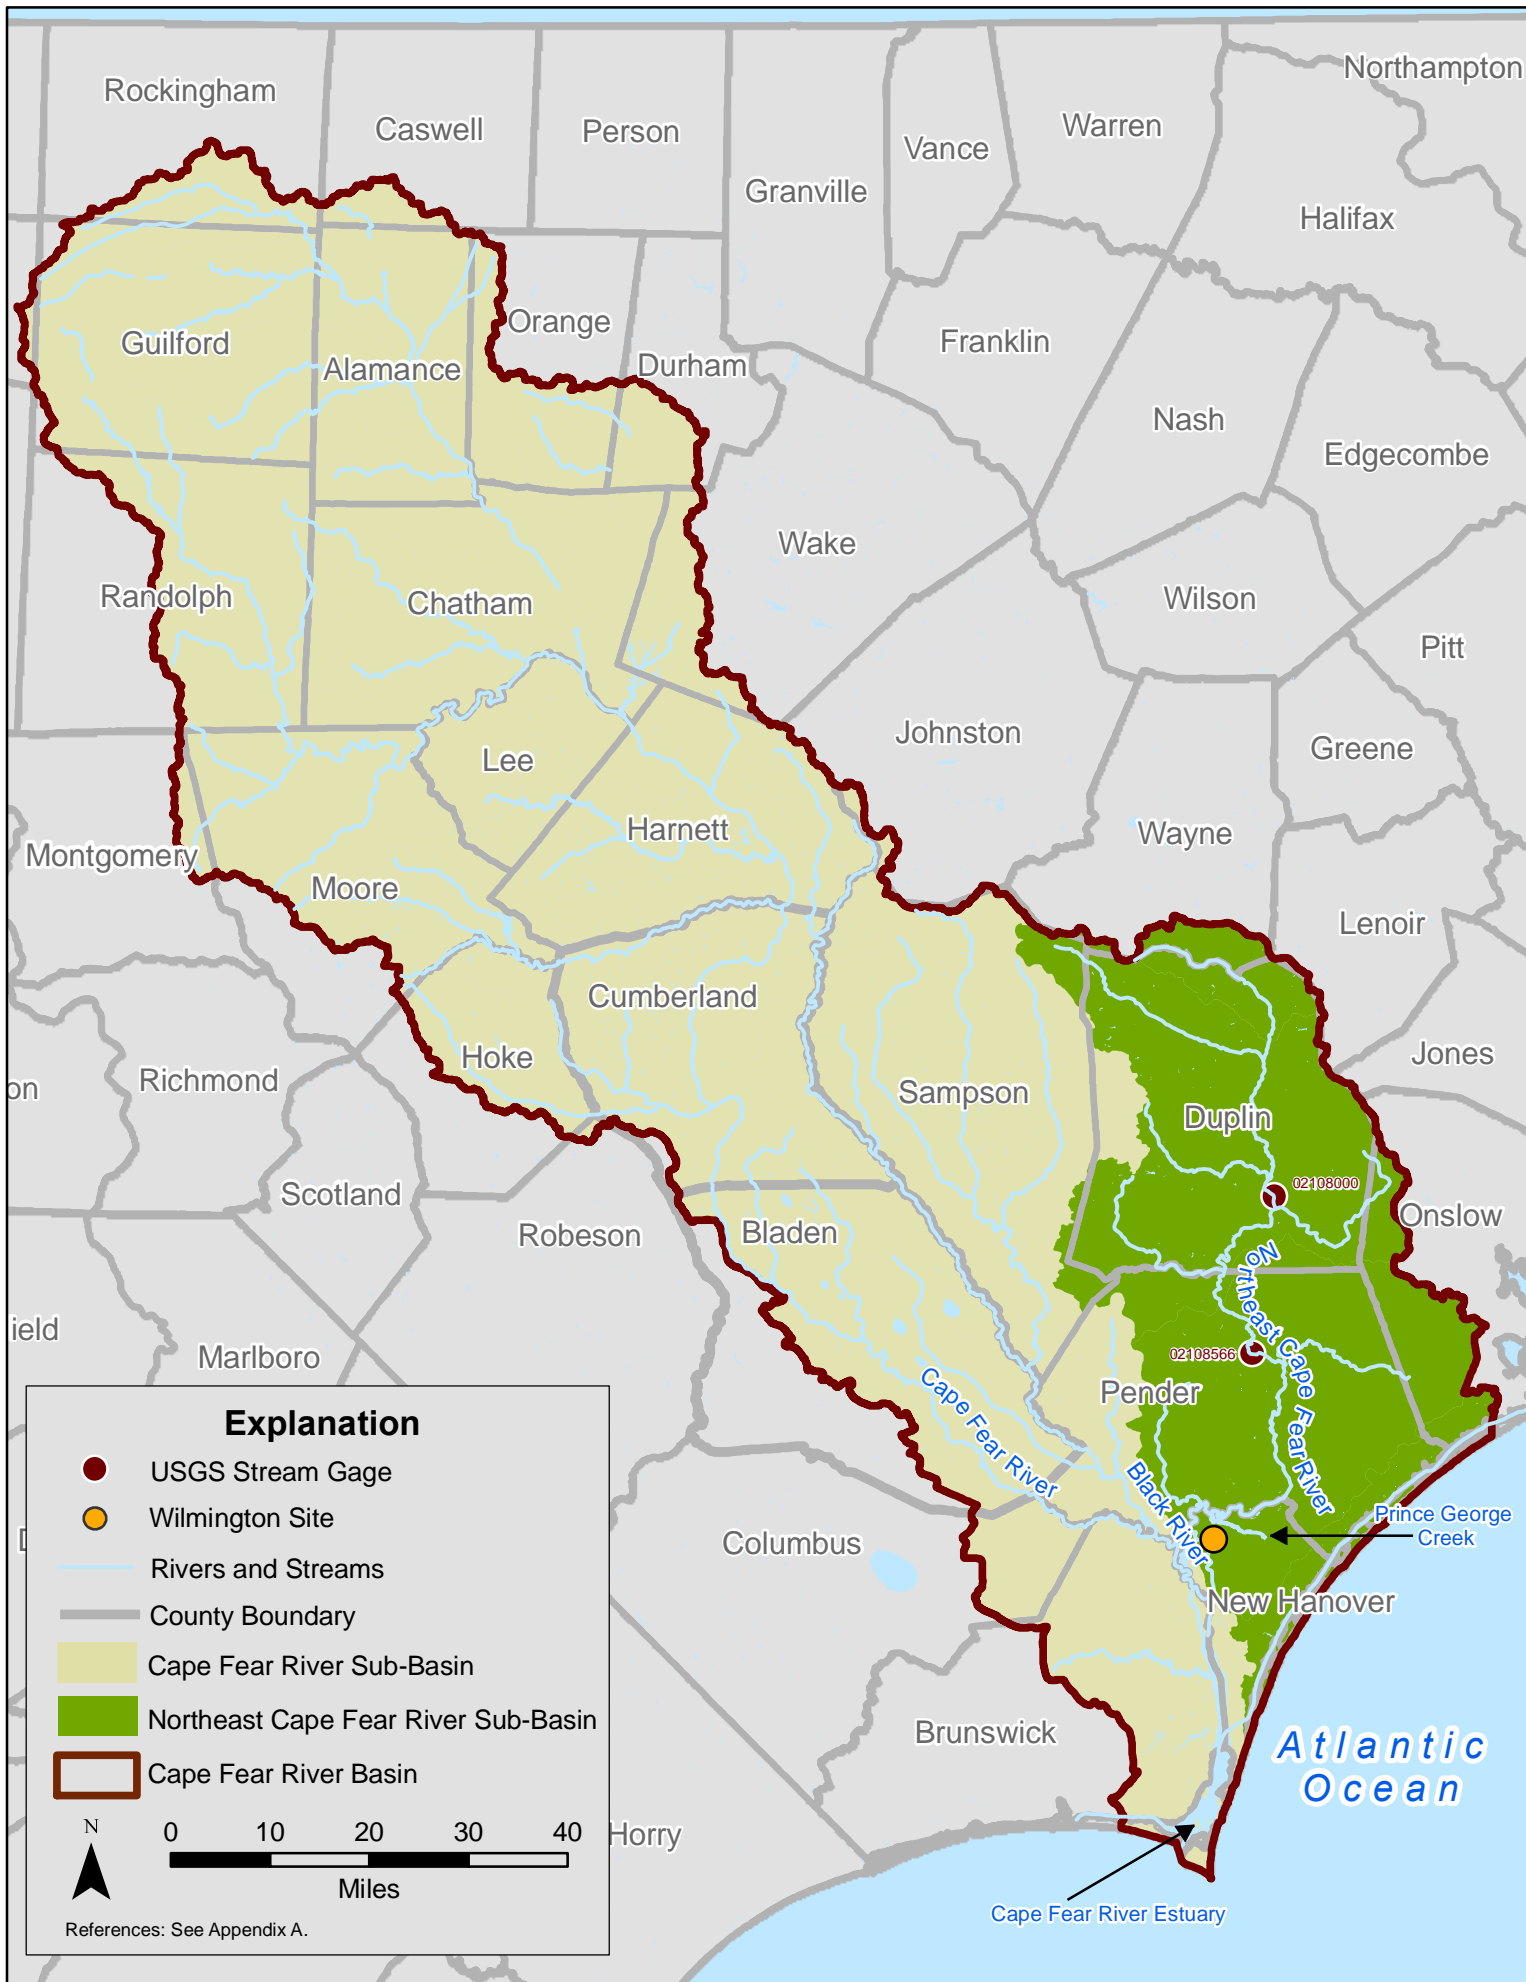 Northampton
Rockingham
Caswell
Person
Warren
Vance
Granville
Halifax
Orange
Franklin
Guilford
Alamance
Durham
Nash
Edgecombe
Wake
Wilson
Randolph
Chatham
Pitt
Johnston
Greene
Lee
Harnett
Wayne
Montgomery
Moore
Lenoir
Cumberland
Jones
Hoke
on
Richmond
Sampson
Duplin
02108000
Scotland
Onslow
Robeson
Bladen
Northeast Cape Fear River
ield
Marlboro
02108566
Pender
Cape Fear River
Black River
Prince George
Creek
Columbus
New Hanover
Brunswick
Atlantic
Ocean
Horry
Cape Fear River Estuary
Explanation
USGS Stream Gage
Wilmington Site
Rivers and Streams
County Boundary
Cape Fear River Sub-Basin
Northeast Cape Fear River Sub-Basin
Cape Fear River Basin
N
0 10 20 30 40
Miles
References: See Appendix A.